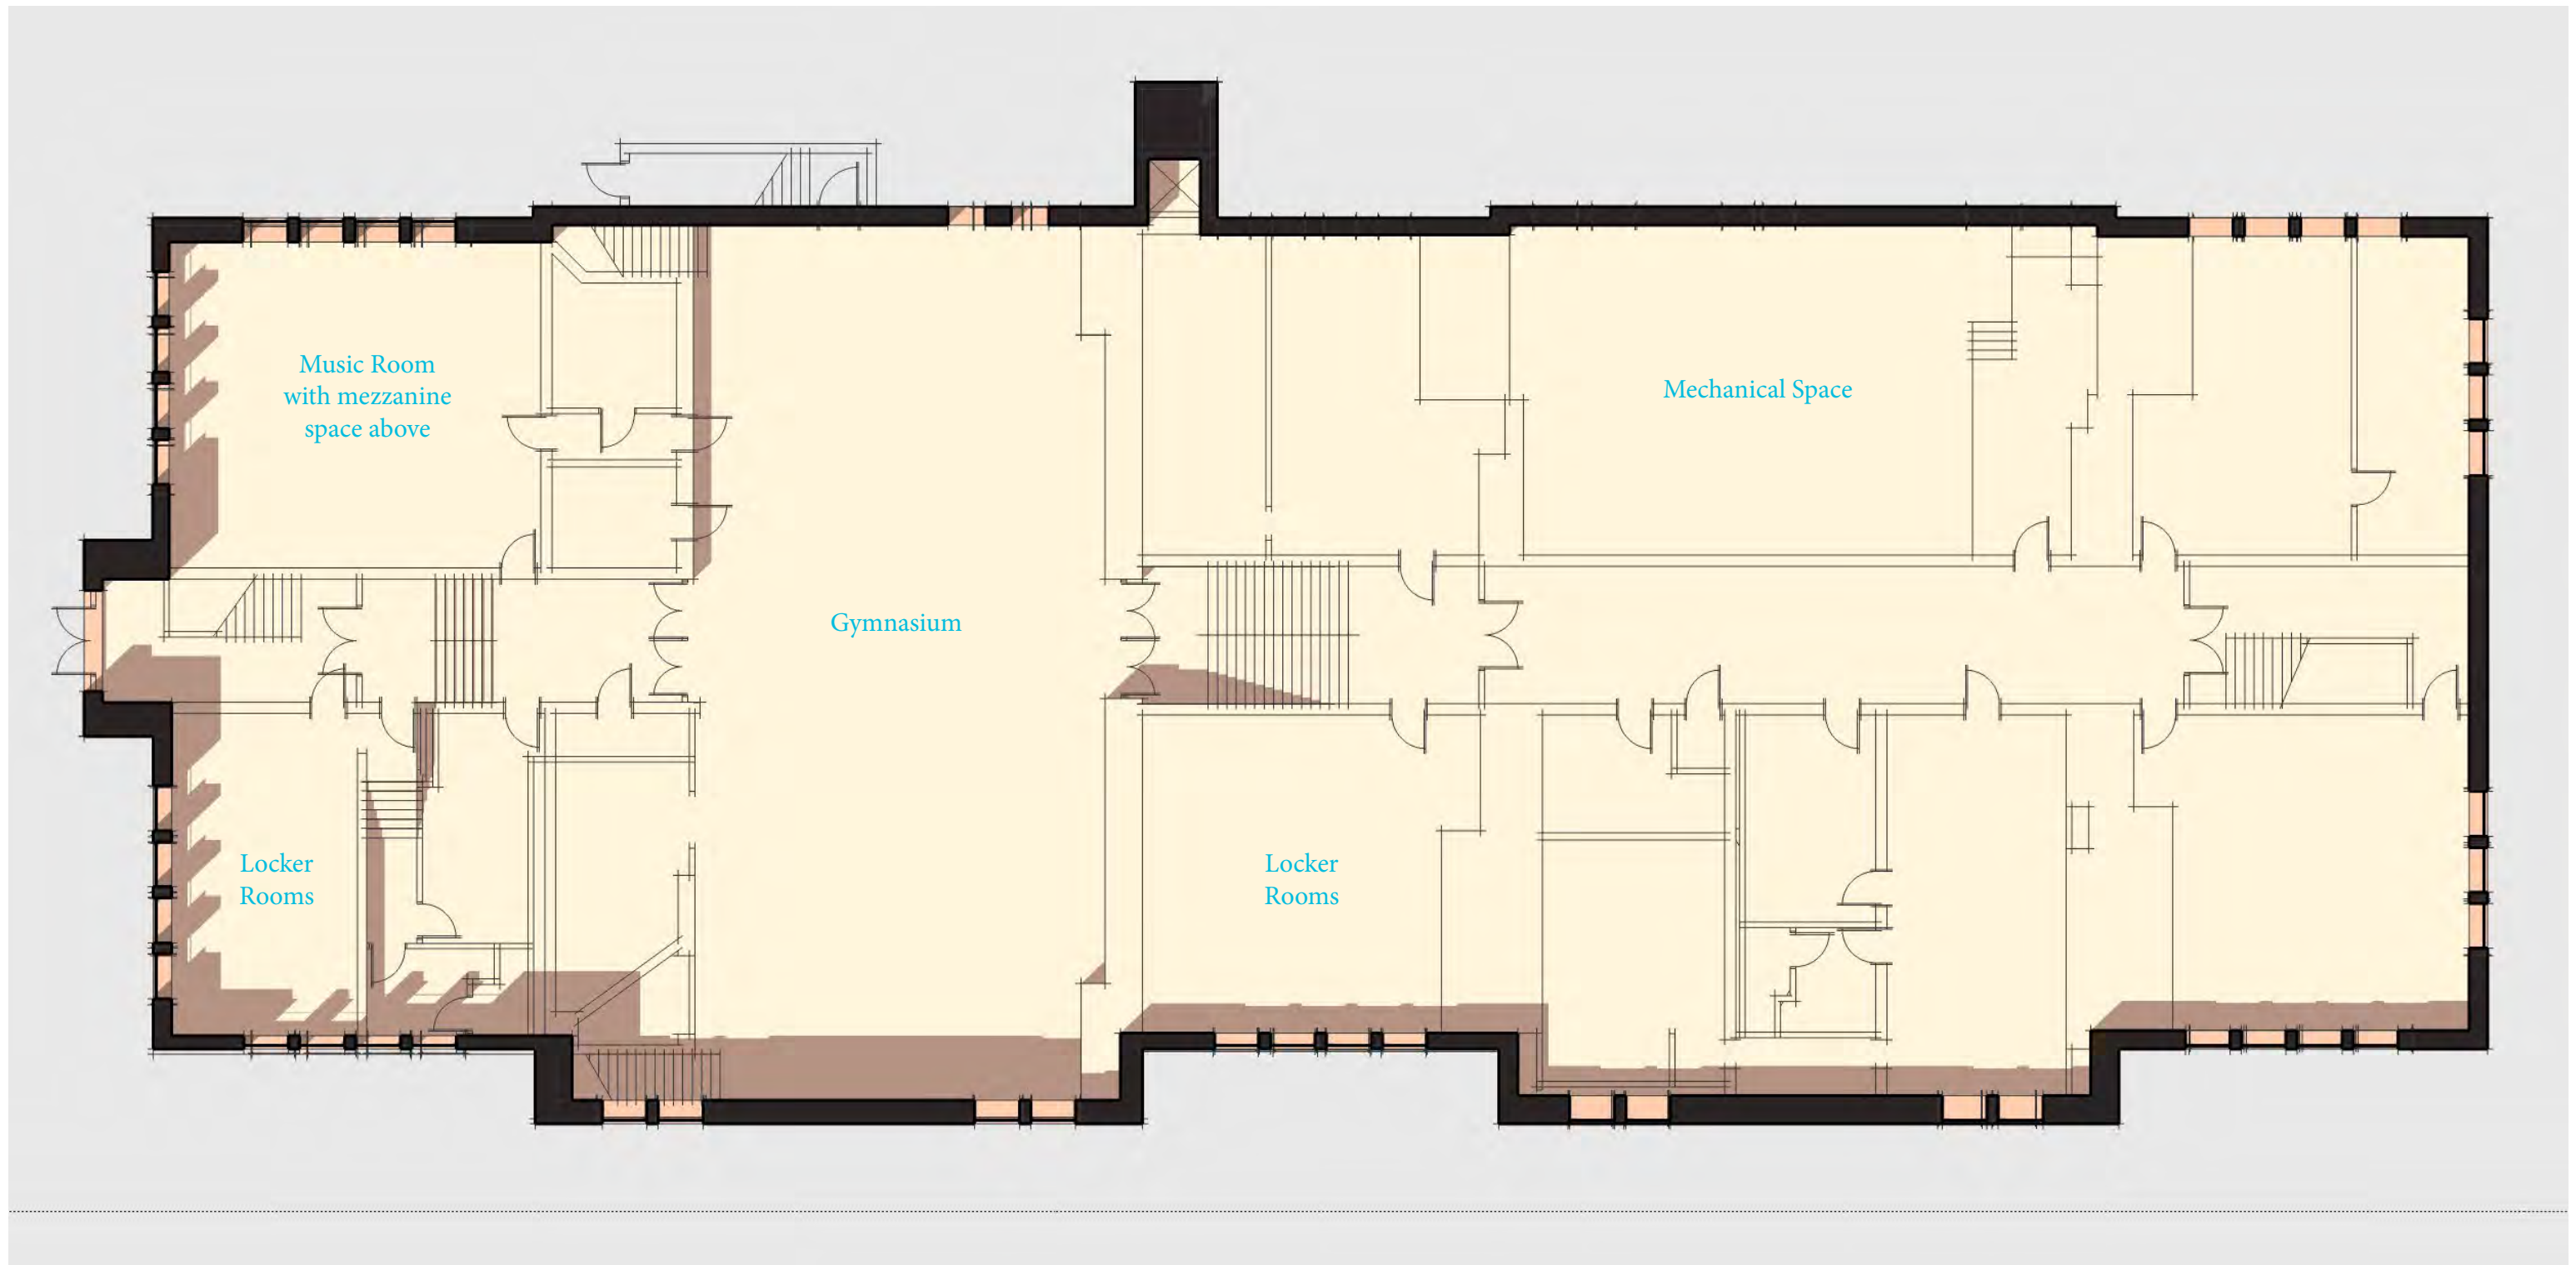 Music Room
with mezzanine
space above
Mechanical Space
Gymnasium
Locker
Rooms
Locker
Rooms